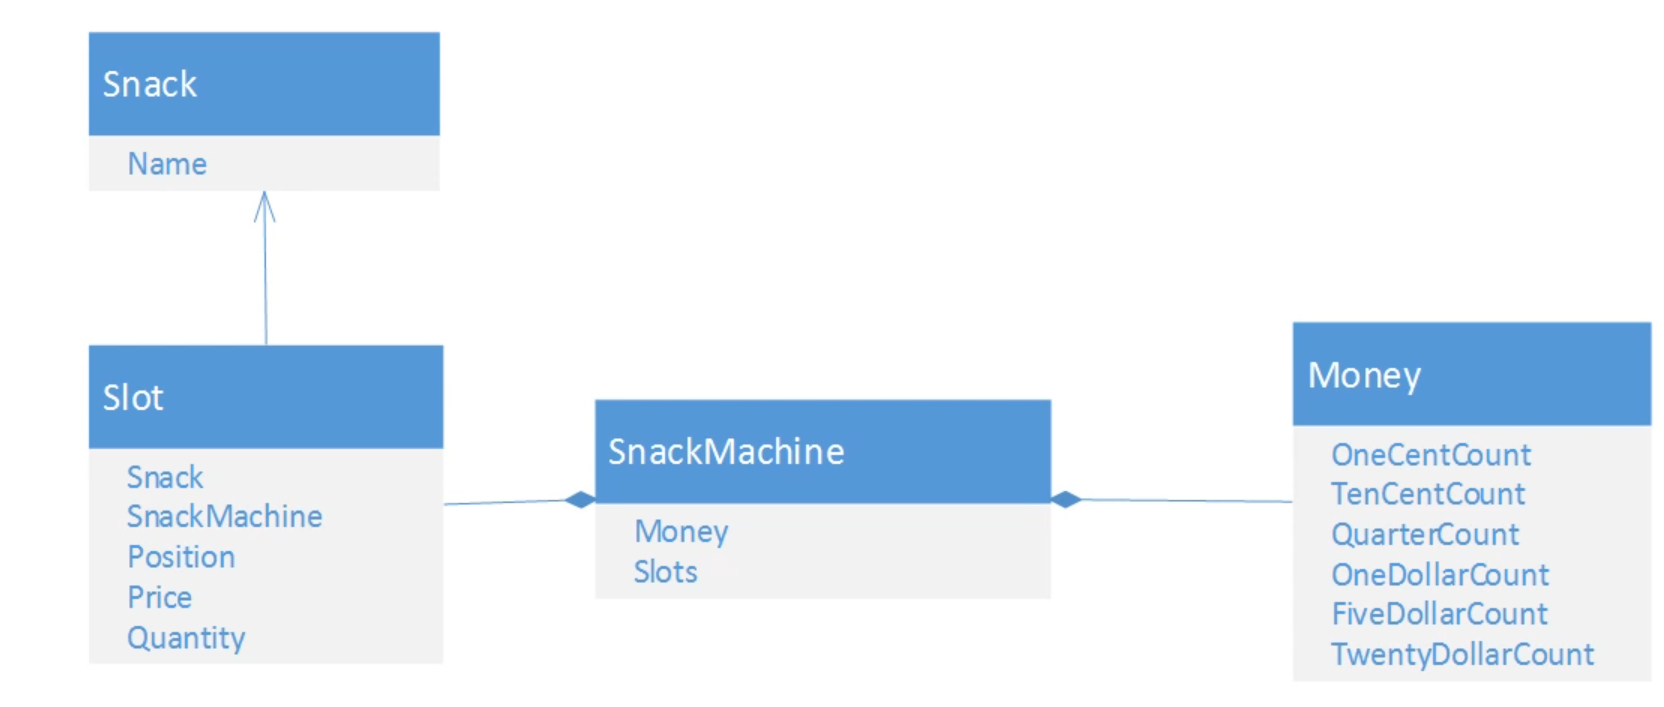 Snack
Name
Slot
Snack
SnackMachine
Position
Price
Quantity
SnackMachine
Money
Slots
Money
OneCentCount
TenCentCount
QuarterCount
OneDollarCount
FiveDollarCount
TwentyDollarCount